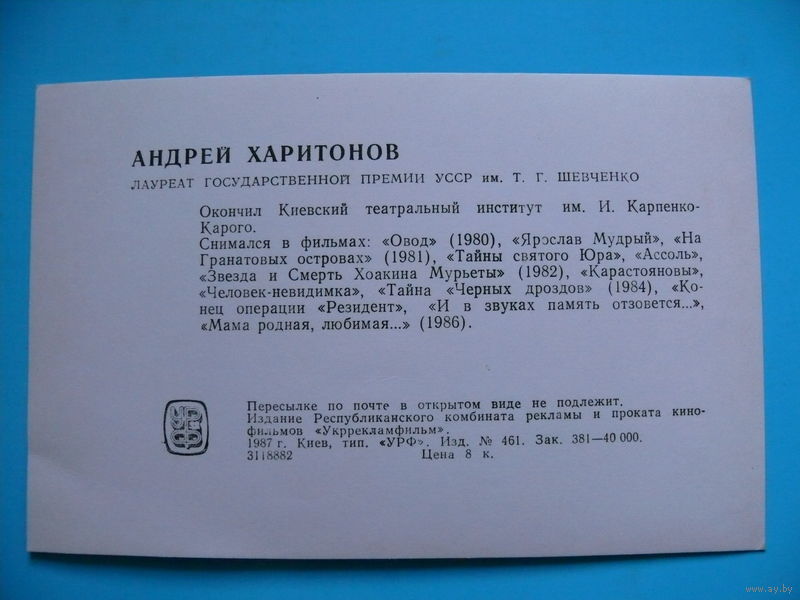 АНДРЕЙ ХАРИТОНОВ
ЛАУРЕАТ ГОСУДАРСТВЕННОЙ ПРЕМИИ УССР им. Т. Г. ШЕВЧЕНКО
Окончил Киевский театральный институт им. И. Карпенко-
Карого.
Снимался в фильмах: «Овод» (1980), «Ярослав Мудрый», «На
Гранатовых островах» (1981), «Тайны святого Юра», «Ассоль»,
«Звезда и Смерть Хоакина Мурьеты» (1982), «Карастояновы»,
«Человек-невидимка», «Тайна «Черных дроздов» (1984), «Ко-
нец операции «Резидент», «И в звуках память отзовется...»,
«Мама родная, любимая...» (1986).
Пересылке по почте в открытом виде не подлежит.
Издание Республиканского комбината рекламы и проката кино-
фильмов «Укррекламфильм».
1987 г. Киев, тип. «УРФ». Изд. № 461. Зак. 381—40 000.
3118882 Цена 8 к.
www.ay.by